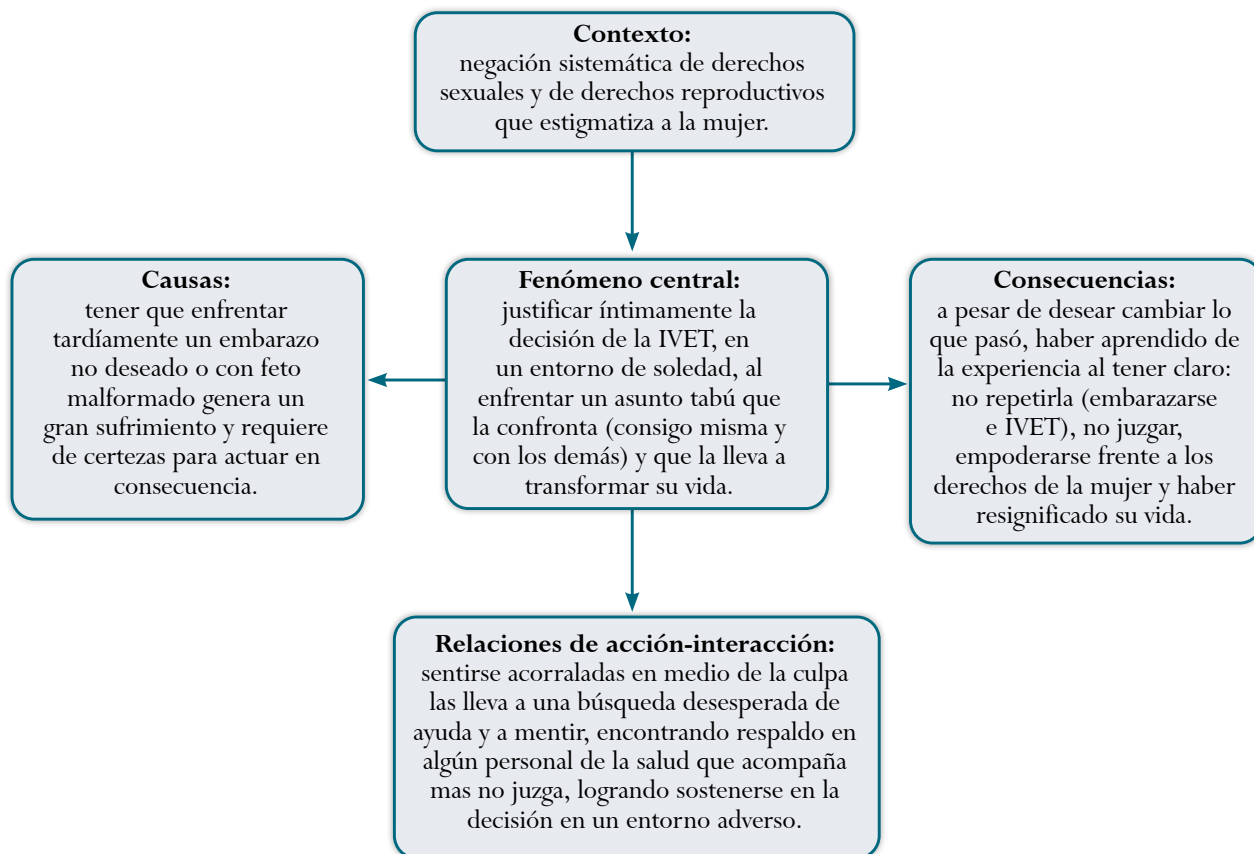 Contexto:
negación sistemática de derechos
sexuales y de derechos reproductivos
que estigmatiza a la mujer.
Causas:
tener que enfrentar
tardíamente un embarazo
no deseado o con feto
malformado genera un
gran sufrimiento y requiere
de certezas para actuar en
consecuencia.
Fenómeno central:
justificar íntimamente la
decisión de la IVET, en
un entorno de soledad, al
enfrentar un asunto tabú que
la confronta (consigo misma y
con los demás) y que la lleva a
transformar su vida.
Consecuencias:
a pesar de desear cambiar lo
que pasó, haber aprendido de
la experiencia al tener claro:
no repetirla (embarazarse
e IVET), no juzgar,
empoderarse frente a los
derechos de la mujer y haber
resignificado su vida.
Relaciones de acción-interacción:
sentirse acorraladas en medio de la culpa
las lleva a una búsqueda desesperada de
ayuda y a mentir, encontrando respaldo en
algún personal de la salud que acompaña
mas no juzga, logrando sostenerse en la
decisión en un entorno adverso.